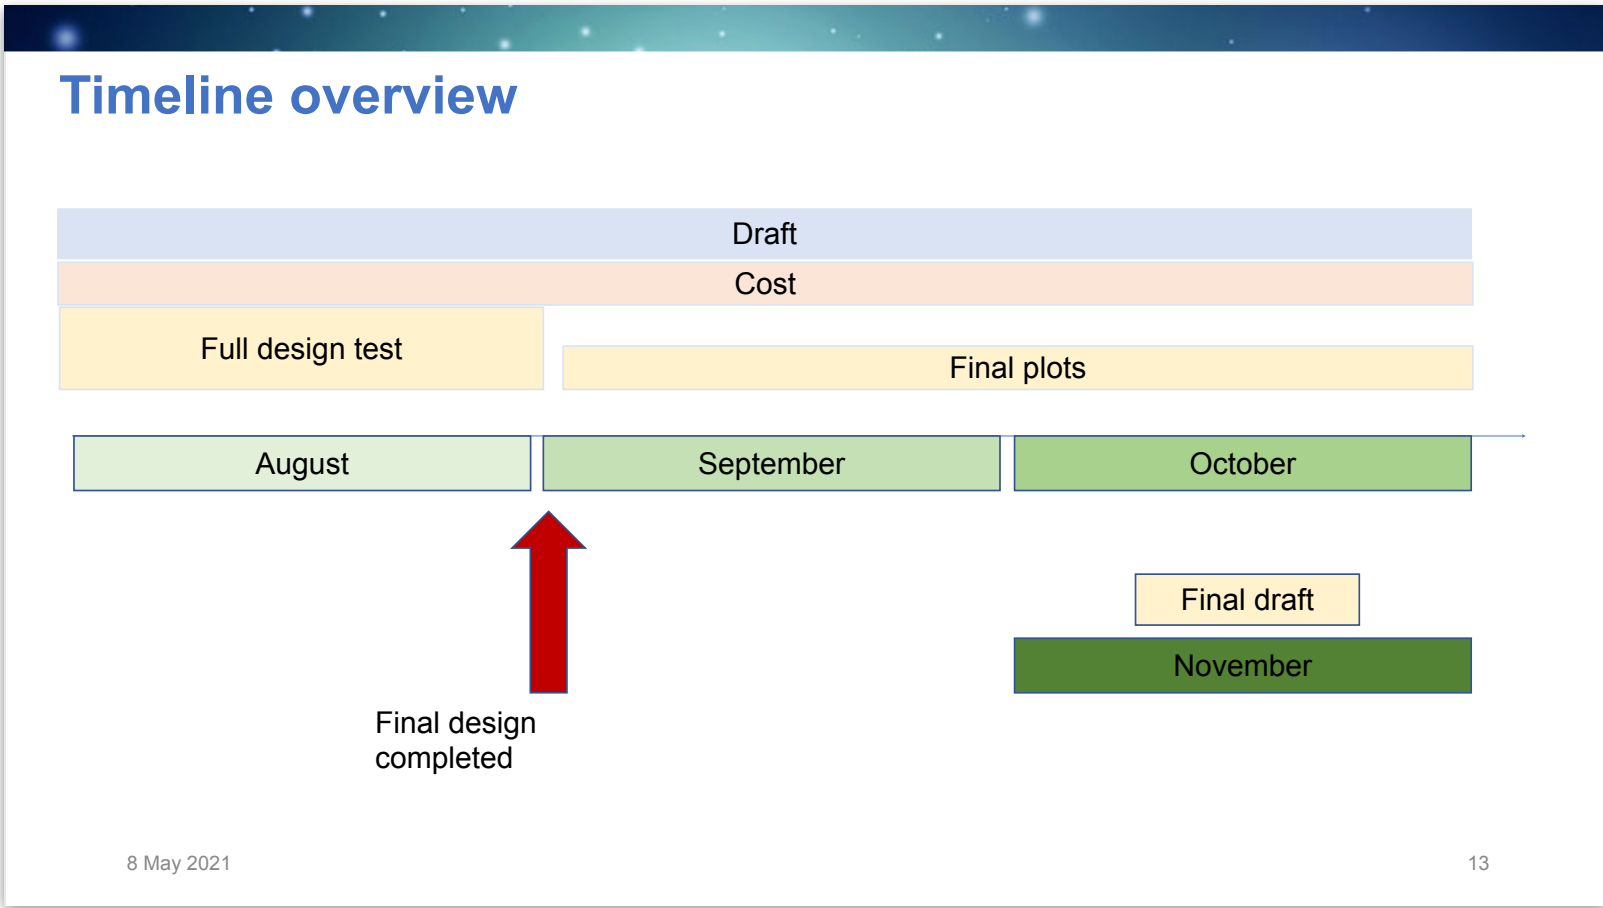 Timeline overview
Draft
Cost
Full design test
Final plots
August
September
October
Final draft
November
Final design
completed
8 May 2021
13